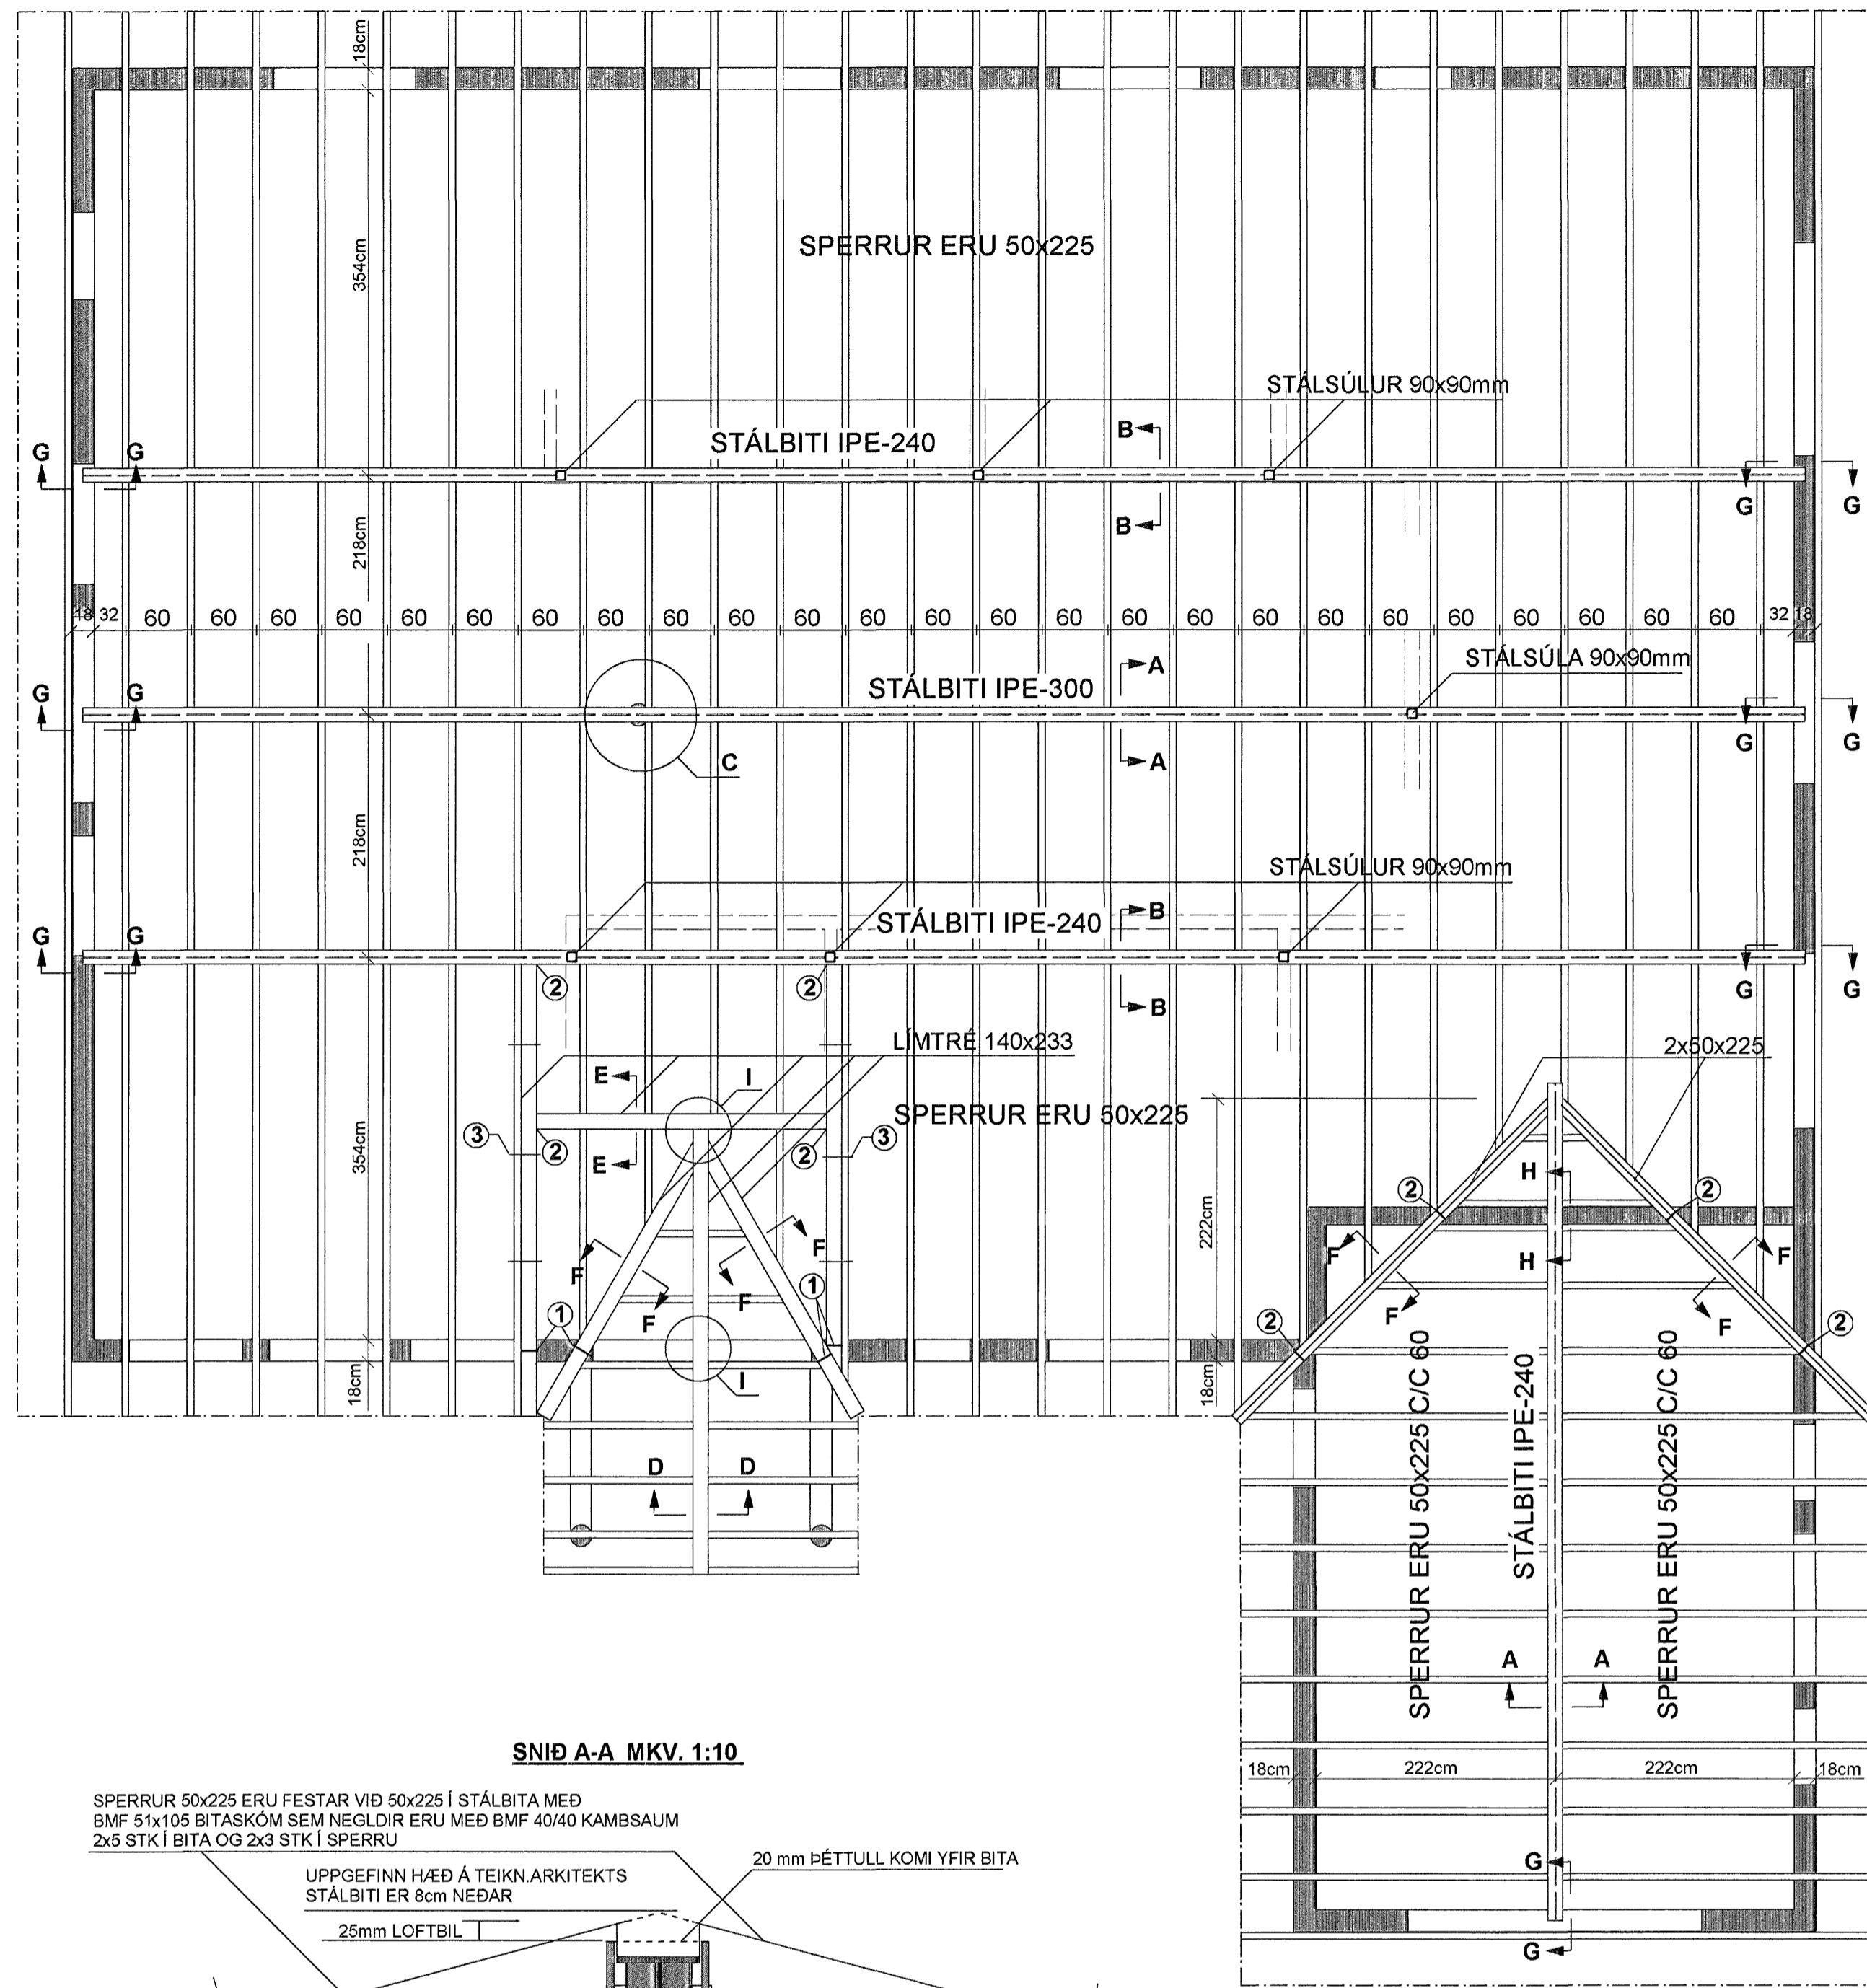 18cm
354cm
SPERRUR ERU 50x225
STÁLSÚLUR 90x90mm
STÁLBITI IPE-240
B
B
G G
G G
218cm
18 32 60 60 60 60 60 60 60 60 60 60 60 60 60 60 60 60 60 60 60 60 60 60 60 60 60 32 18
STÁLSÚLA 90x90mm
STÁLBITI IPE-300
A
A
G G
G G
C
218cm
STÁLSÚLUR 90x90mm
STÁLBITI IPE-240
B
B
G G
G G
2 2
LÍMTRÉ 140x233
2x50x225
E I
SPERRUR ERU 50x225
3 2 2 3
E
354cm
222cm
H
H
2 2
F F
F F
F F
F F
1 1
2 2
I
18cm
18cm
SPERRUR ERU 50x225 C/C 60
STÁLBITI IPE-240
SPERRUR ERU 50x225 C/C 60
D D
A A
18cm 222cm 222cm 18cm
G
G
SNIÐ A-A MKV. 1:10
SPERRUR 50x225 ERU FESTAR VIÐ 50x225 Í STÁLBITA MEÐ
BMF 51x105 BITASKÓM SEM NEGLDIR ERU MEÐ BMF 40/40 KAMBSAUM
2x5 STK Í BITA OG 2x3 STK Í SPERRU
UPPGEFINN HÆÐ Á TEIKN.ARKITEKTS
STÁLBITI ER 8cm NEÐAR
20 mm ÞÉTTULL KOMI YFIR BITA
25mm LOFTBIL